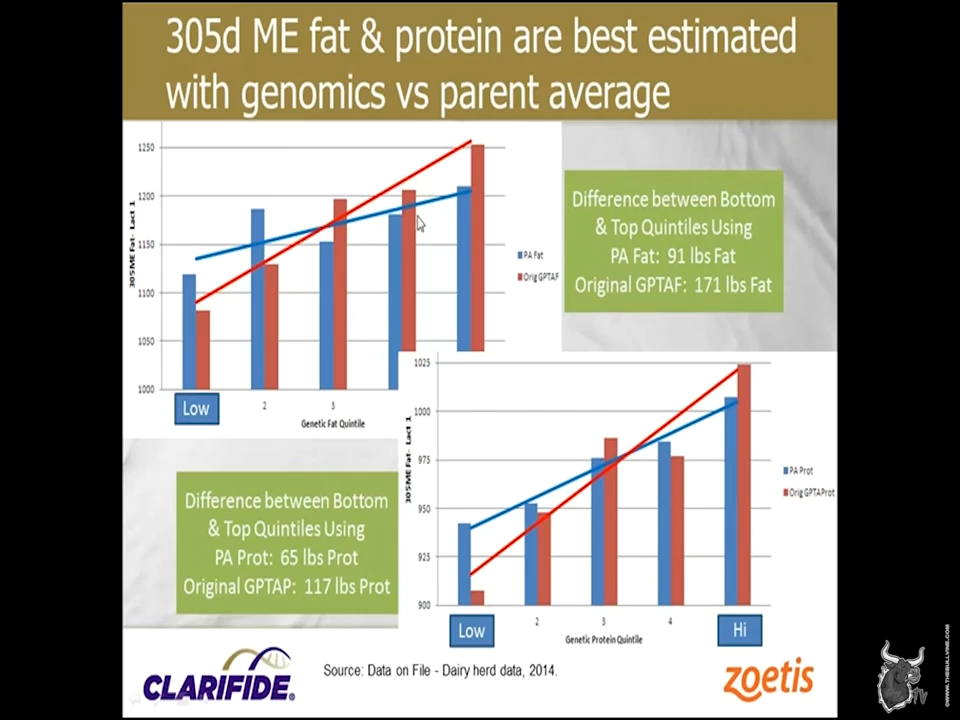 305d ME fat & protein are best estimated
with genomics vs parent average
1250
1200
1150
1100
1050
1000
305ME Fat- Lact 1
PA Fat
Orig GPTAF
Low
2
3
Genetic Fat Quintile
Difference between Bottom
& Top Quintiles Using
PA Fat: 91 lbs Fat
Original GPTAF: 171 lbs Fat
1025
1000
975
950
925
900
305ME Fat- Lact 1
PA Prot
Orig GPTAProt
Low
2
3
4
Hi
Genetic Protein Quintile
Difference between Bottom
& Top Quintiles Using
PA Prot: 65 lbs Prot
Original GPTAP: 117 lbs Prot
CLARIFIDE®
Source: Data on File - Dairy herd data, 2014.
zoetis
TV
©WWW.THEBULLVINE.COM